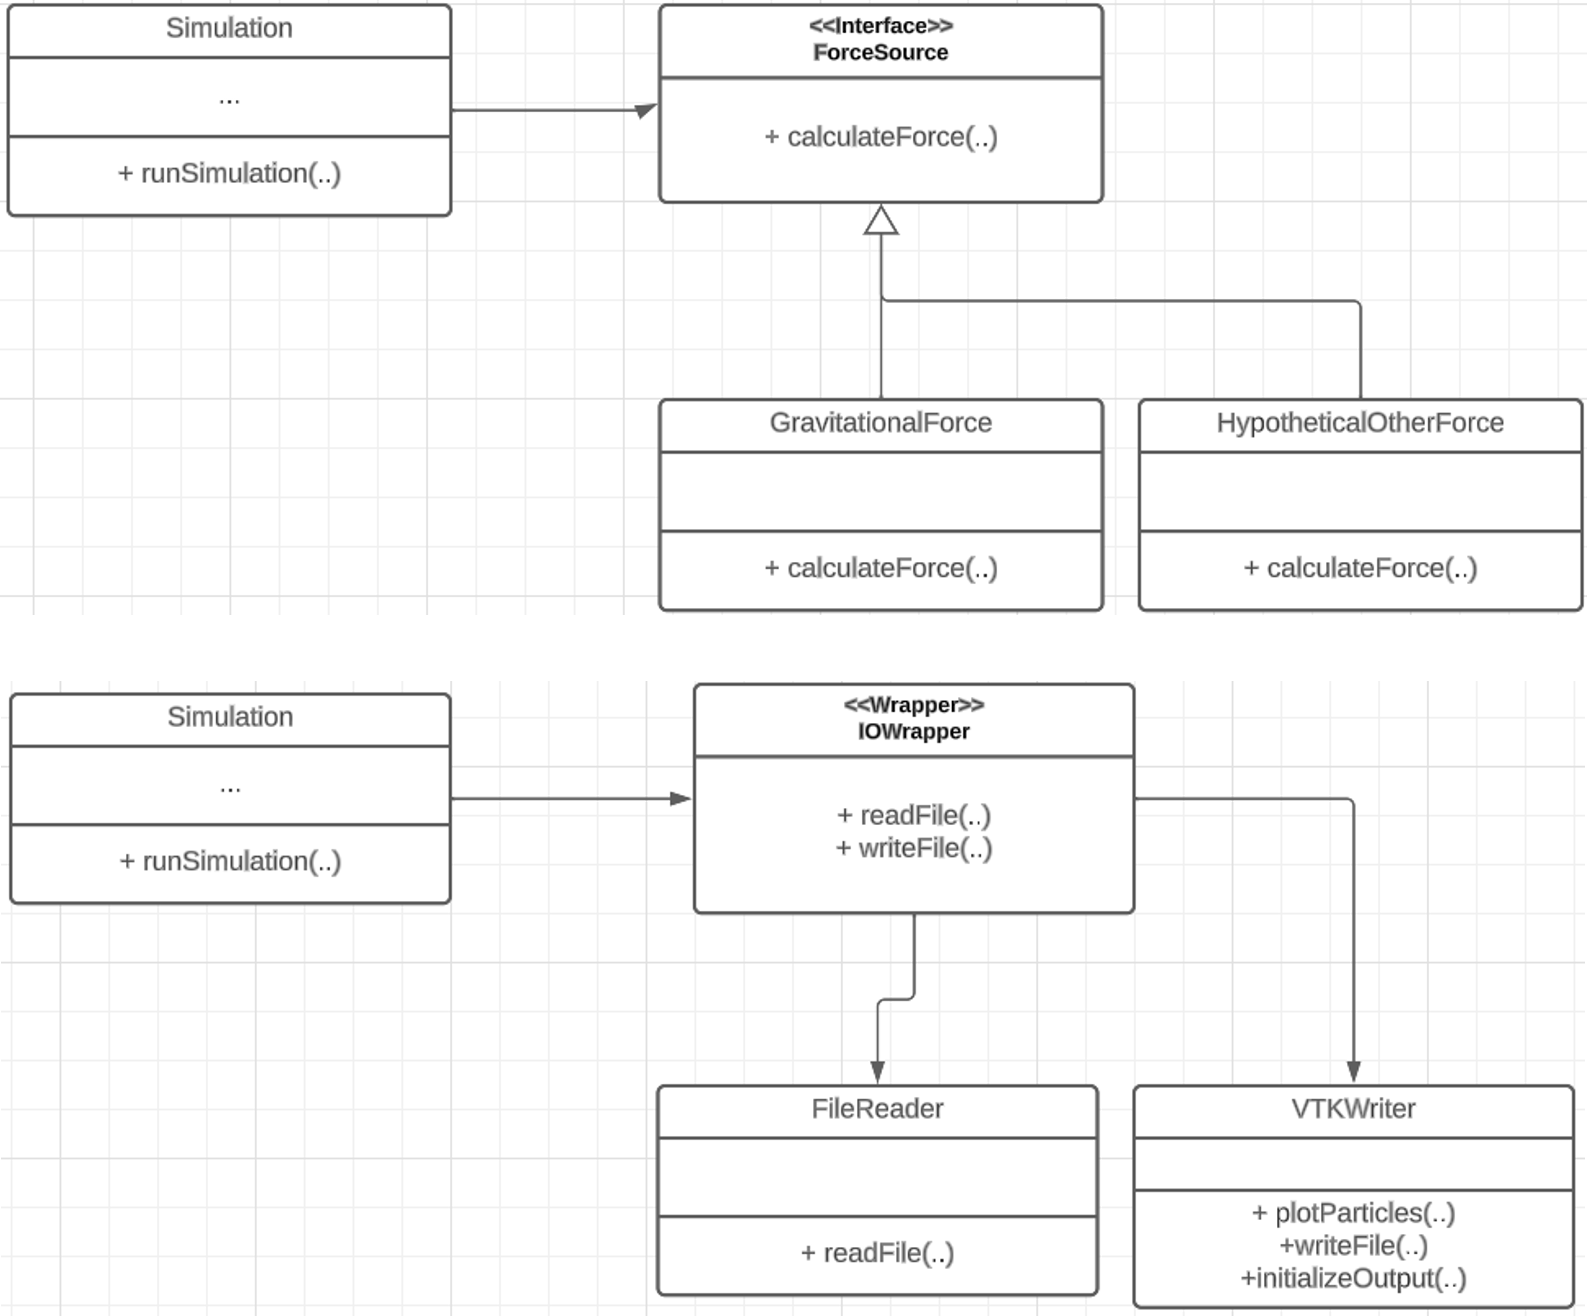 Simulation
...
+ runSimulation(..)
<<Interface>>
ForceSource
+ calculateForce(..)
GravitationalForce
+ calculateForce(..)
HypotheticalOtherForce
+ calculateForce(..)
Simulation
...
+ runSimulation(..)
<<Wrapper>>
IOWrapper
+ readFile(..)
+ writeFile(..)
FileReader
+ readFile(..)
VTKWriter
+ plotParticles(..)
+writeFile(..)
+initializeOutput(..)